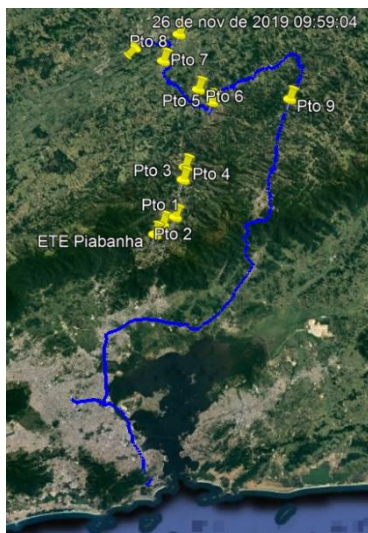 26 de nov de 2019 09:59:04
Pto 8
Pto 7
Pto 5
Pto 6
Pto 9
Pto 3
Pto 4
Pto 1
Pto 2
ETE Piabanha